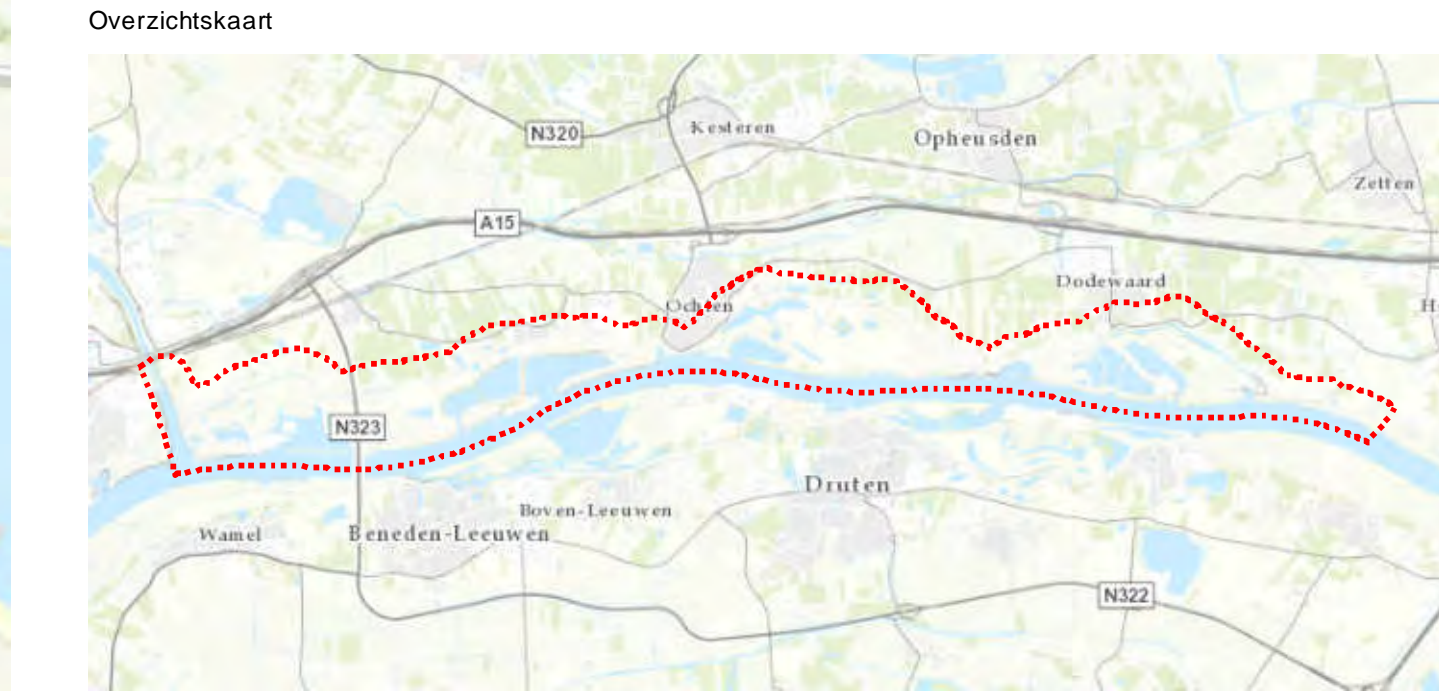 Overzichtskaart
N320
Kesteren
Opheusden
Zetten
A15
Dodewaard
Ochten
H
N323
Druten
Boven-Leeuwen
Wamel
Beneden-Leeuwen
N322